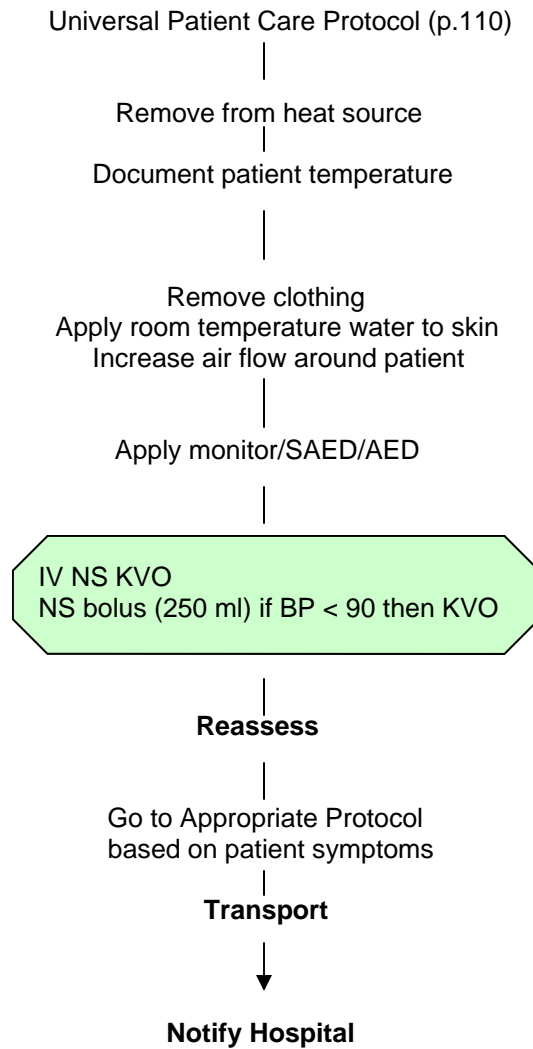 Universal Patient Care Protocol (p.110)
Remove from heat source
Document patient temperature
Remove clothing
Apply room temperature water to skin
Increase air flow around patient
Apply monitor/SAED/AED
IV NS KVO
NS bolus (250 ml) if BP < 90 then KVO
Reassess
Go to Appropriate Protocol
based on patient symptoms
Transport
Notify Hospital